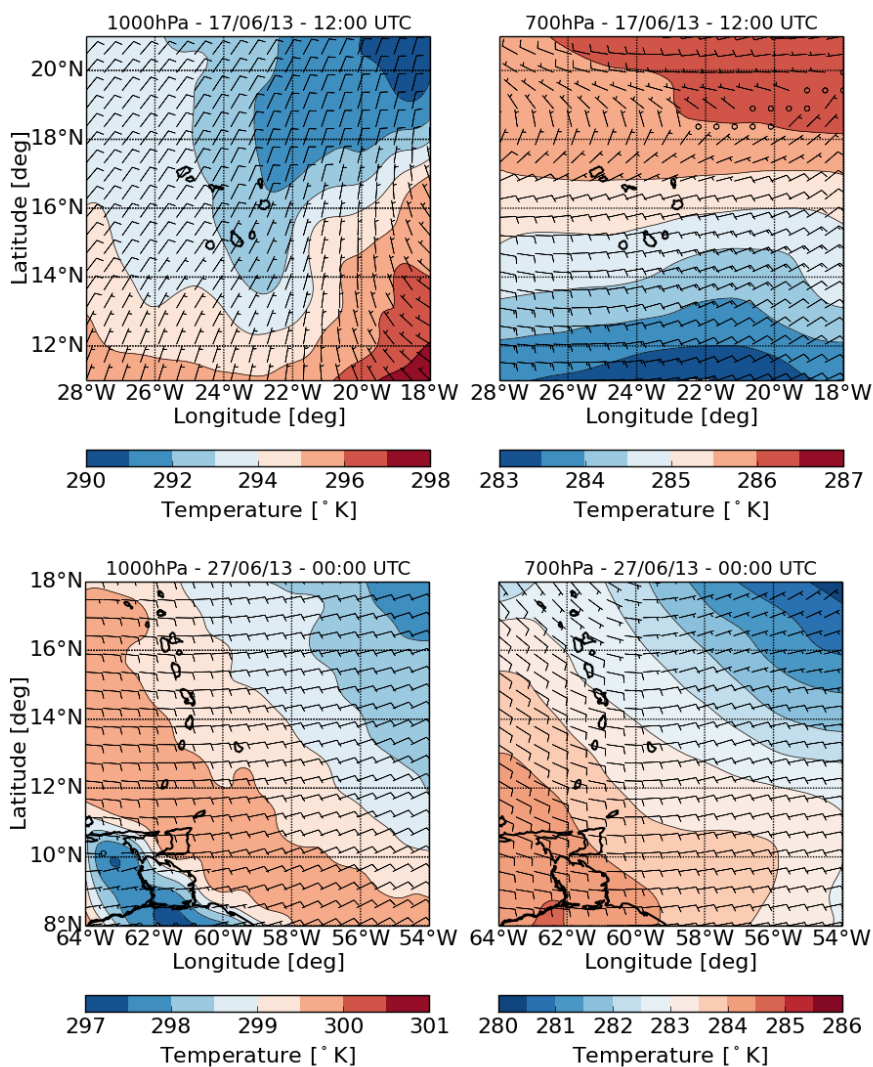 1000hPa - 17/06/13 - 12:00 UTC
20°N
18°N
16°N
14°N
12°N
Latitude [deg]
28°W 26°W 24°W 22°W 20°W 18°W
Longitude [deg]
290 292 294 296 298
Temperature [°K]
700hPa - 17/06/13 - 12:00 UTC
28°W 26°W 24°W 22°W 20°W 18°W
Longitude [deg]
283 284 285 286 287
Temperature [°K]
1000hPa - 27/06/13 - 00:00 UTC
18°N
16°N
14°N
12°N
10°N
8°N
Latitude [deg]
64°W 62°W 60°W 58°W 56°W 54°W
Longitude [deg]
297 298 299 300 301
Temperature [°K]
700hPa - 27/06/13 - 00:00 UTC
64°W 62°W 60°W 58°W 56°W 54°W
Longitude [deg]
280 281 282 283 284 285 286
Temperature [°K]